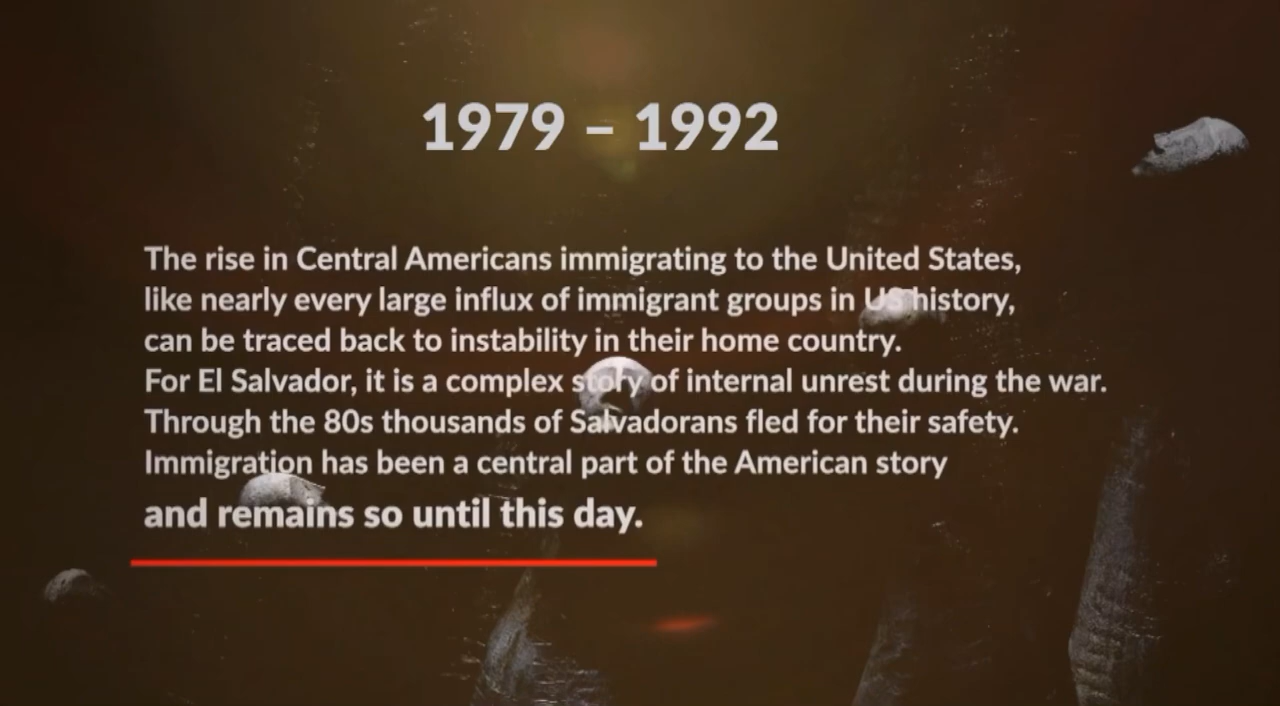 1979 – 1992
The rise in Central Americans immigrating to the United States,
like nearly every large influx of immigrant groups in US history,
can be traced back to instability in their home country.
For El Salvador, it is a complex story of internal unrest during the war.
Through the 80s thousands of Salvadorans fled for their safety.
Immigration has been a central part of the American story
and remains so until this day.